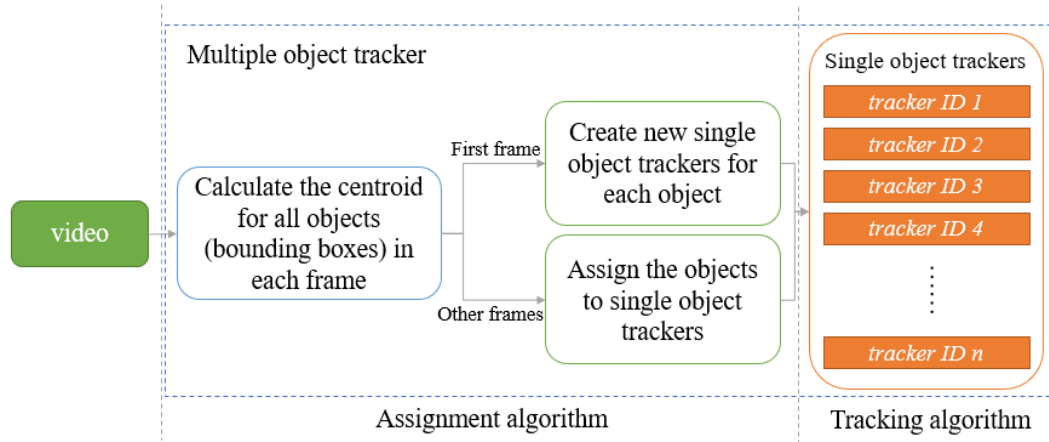 Multiple object tracker
video
Calculate the centroid
for all objects
(bounding boxes) in
each frame
First frame
Other frames
Create new single
object trackers for
each object
Assign the objects
to single object
trackers
Single object trackers
tracker ID 1
tracker ID 2
tracker ID 3
tracker ID 4
......
tracker ID n
Assignment algorithm
Tracking algorithm